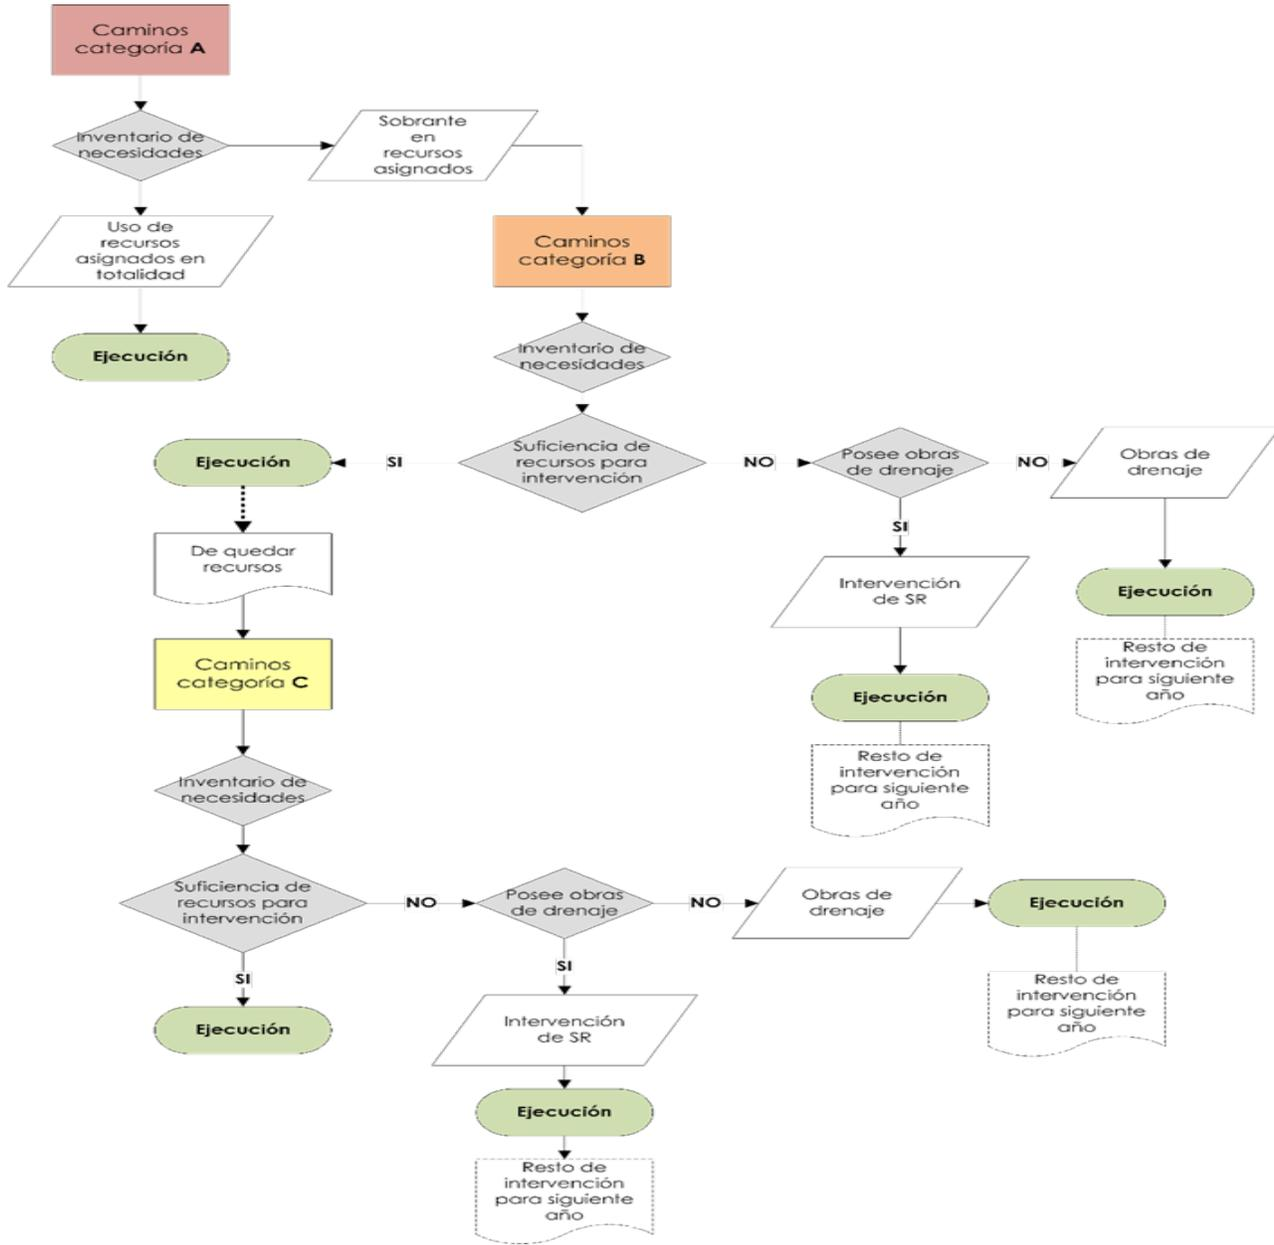 Caminos
categoría A
Inventario de
necesidades
Sobrante
en
recursos
asignados
Uso de
recursos
asignados en
totalidad
Ejecución
Caminos
categoría B
Inventario de
necesidades
Suficiencia de
recursos para
intervención
SI
Ejecución
NO
Posee obras
de drenaje
NO
Obras de
drenaje
Ejecución
Resto de
intervención
para siguiente
año
SI
Intervención
de SR
Ejecución
Resto de
intervención
para siguiente
año
De quedar
recursos
Caminos
categoría C
Inventario de
necesidades
Suficiencia de
recursos para
intervención
NO
Posee obras
de drenaje
NO
Obras de
drenaje
Ejecución
Resto de
intervención
para siguiente
año
SI
Ejecución
SI
Intervención
de SR
Ejecución
Resto de
intervención
para siguiente
año